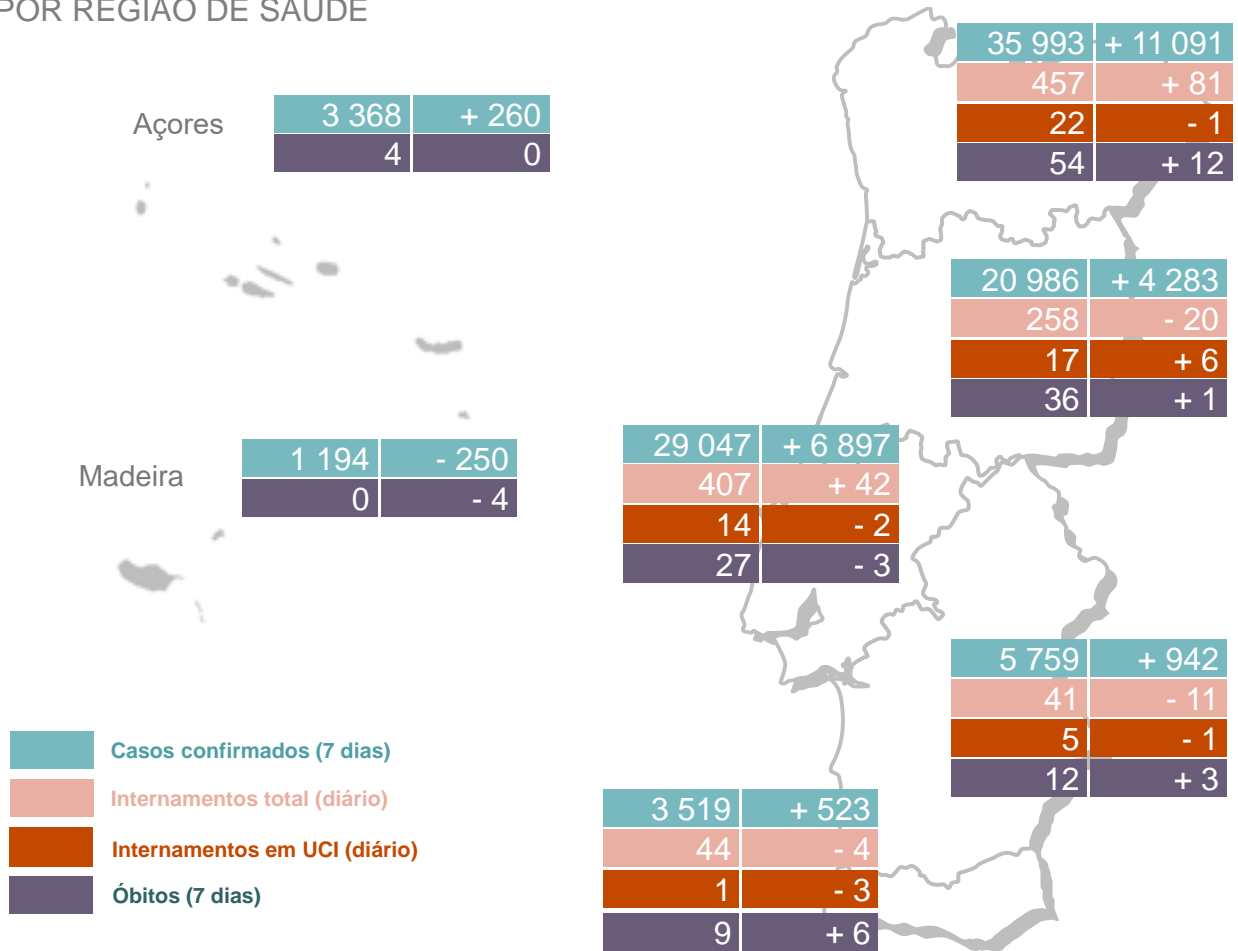 POR REGIÃO DE SAÚDE
35 993 + 11 091
457 + 81
22 - 1
54 + 12
Açores
3 368 + 260
4 0
20 986 + 4 283
258 - 20
17 + 6
36 + 1
Madeira
1 194 - 250
0 - 4
29 047 + 6 897
407 + 42
14 - 2
27 - 3
5 759 + 942
41 - 11
5 - 1
12 + 3
Casos confirmados (7 dias)
Internamentos total (diário)
Internamentos em UCI (diário)
Óbitos (7 dias)
3 519 + 523
44 - 4
1 - 3
9 + 6